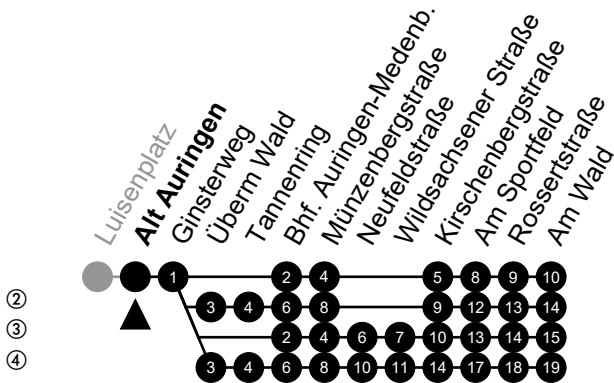 Luisenplatz
Alt Auringen
Ginsterweg
Überm Wald
Tannenring
Bhf. Auringen-Medenb.
Münzenbergstraße
Neufeldstraße
Wildsachsener Straße
Kirschenbergstraße
Am Sportfeld
Rossertstraße
Am Wald
1 2 4 5 8 9 10
② 3 4 6 8 9 12 13 14
③ 2 4 6 7 10 13 14 15
④ 3 4 6 8 10 11 14 17 18 19